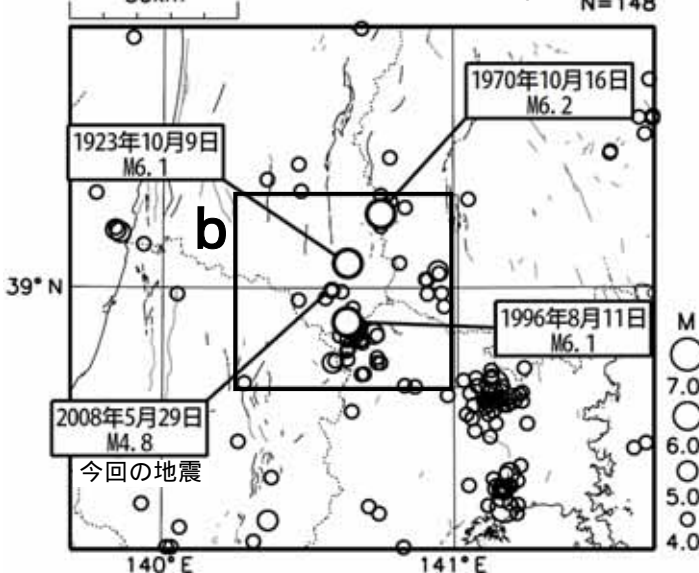 N=148
1970年10月16日
M6.2
1923年10月9日
M6.1
b
39°N
1996年8月11日
M6.1
2008年5月29日
M4.8
今回の地震
M
7.0
6.0
5.0
4.0
140°E
141°E